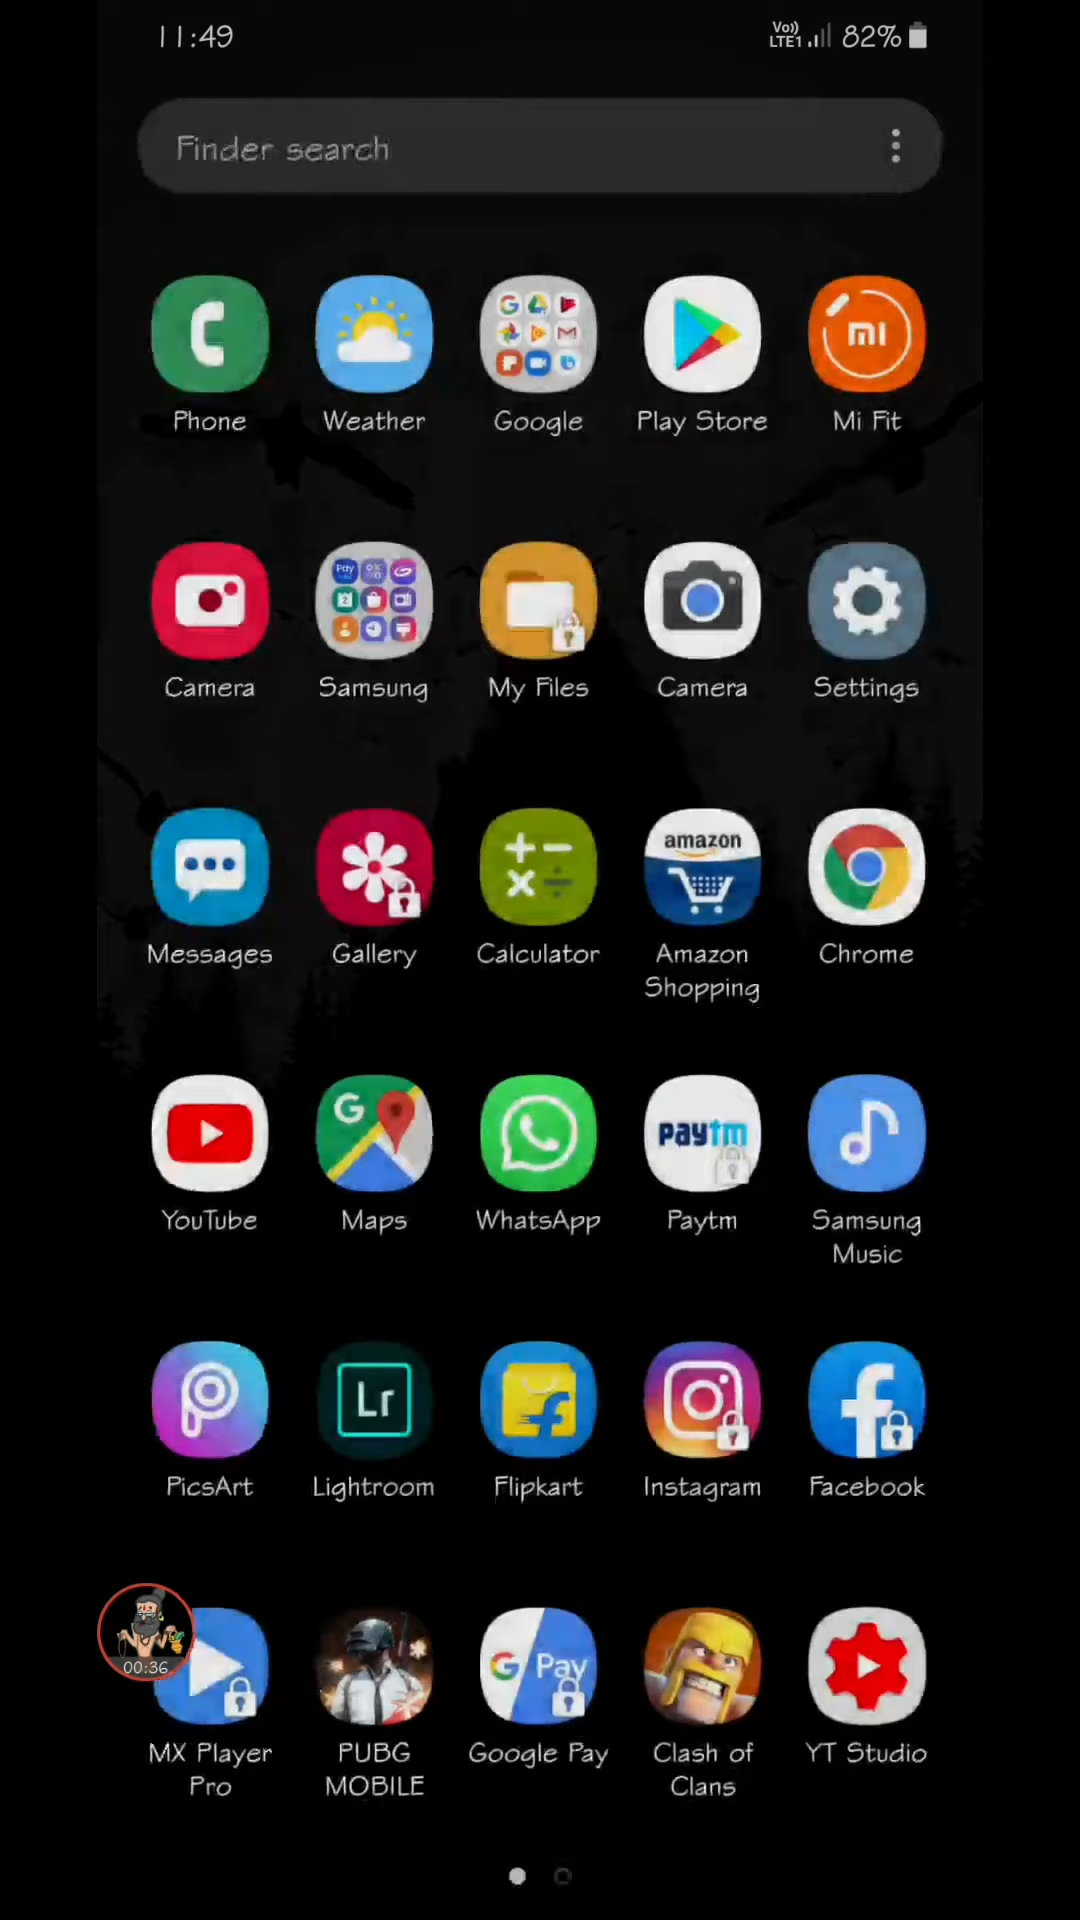 11:49
Vo)) LTE1 82%
Finder search
Phone Weather Google Play Store Mi Fit
Camera Samsung My Files Camera Settings
amazon
Messages Gallery Calculator Amazon Shopping Chrome
paytm
YouTube Maps WhatsApp Paytm Samsung Music
Lr
PicsArt Lightroom Flipkart Instagram Facebook
00:36
G Pay
MX Player Pro PUBG MOBILE Google Pay Clash of Clans YT Studio